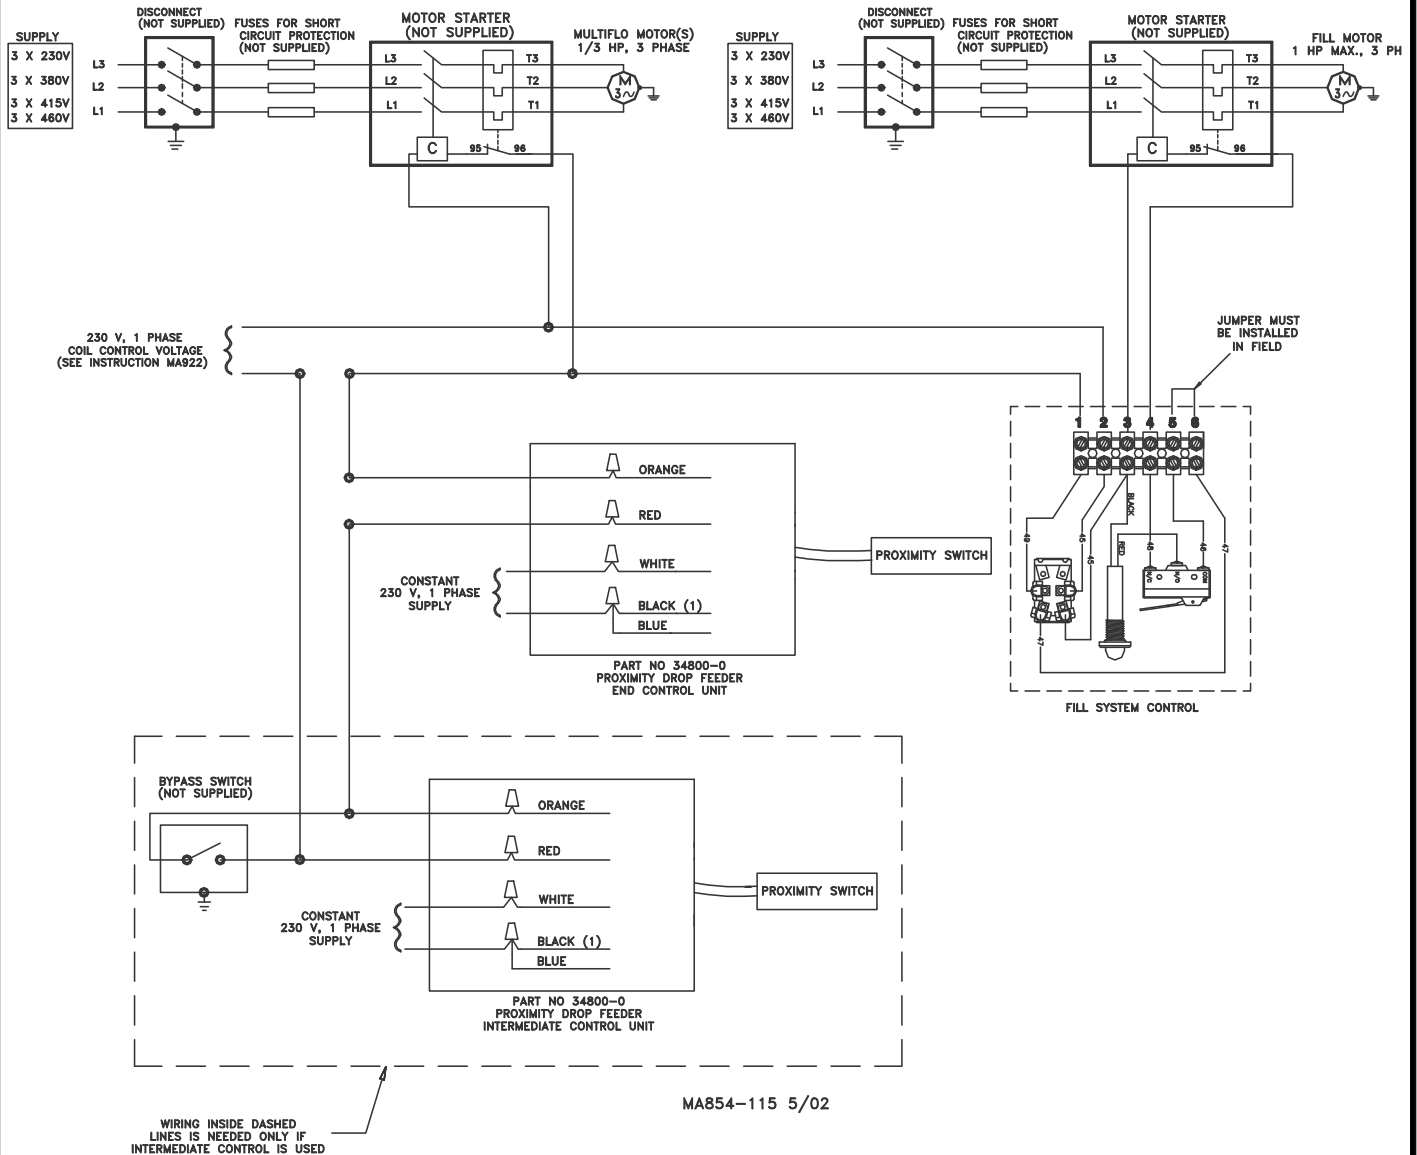 SUPPLY
3 X 230V
3 X 380V
3 X 415V
3 X 460V
L3
L2
L1
DISCONNECT
(NOT SUPPLIED)
FUSES FOR SHORT
CIRCUIT PROTECTION
(NOT SUPPLIED)
MOTOR STARTER
(NOT SUPPLIED)
L3
L2
L1
T3
T2
T1
C
95
96
MULTIFLO MOTOR(S)
1/3 HP, 3 PHASE
M
3~
SUPPLY
3 X 230V
3 X 380V
3 X 415V
3 X 460V
L3
L2
L1
DISCONNECT
(NOT SUPPLIED)
FUSES FOR SHORT
CIRCUIT PROTECTION
(NOT SUPPLIED)
MOTOR STARTER
(NOT SUPPLIED)
L3
L2
L1
T3
T2
T1
C
95
96
FILL MOTOR
1 HP MAX., 3 PH
M
3~
230 V, 1 PHASE
COIL CONTROL VOLTAGE
(SEE INSTRUCTION MA922)
JUMPER MUST
BE INSTALLED
IN FIELD
1 2 3 4 5 6
BLACK
49
45
45
RED
48
46
47
N/C
N/O
COM
47
FILL SYSTEM CONTROL
ORANGE
RED
WHITE
BLACK (1)
BLUE
CONSTANT
230 V, 1 PHASE
SUPPLY
PROXIMITY SWITCH
PART NO 34800-0
PROXIMITY DROP FEEDER
END CONTROL UNIT
BYPASS SWITCH
(NOT SUPPLIED)
ORANGE
RED
WHITE
BLACK (1)
BLUE
CONSTANT
230 V, 1 PHASE
SUPPLY
PROXIMITY SWITCH
PART NO 34800-0
PROXIMITY DROP FEEDER
INTERMEDIATE CONTROL UNIT
MA854-115 5/02
WIRING INSIDE DASHED
LINES IS NEEDED ONLY IF
INTERMEDIATE CONTROL IS USED